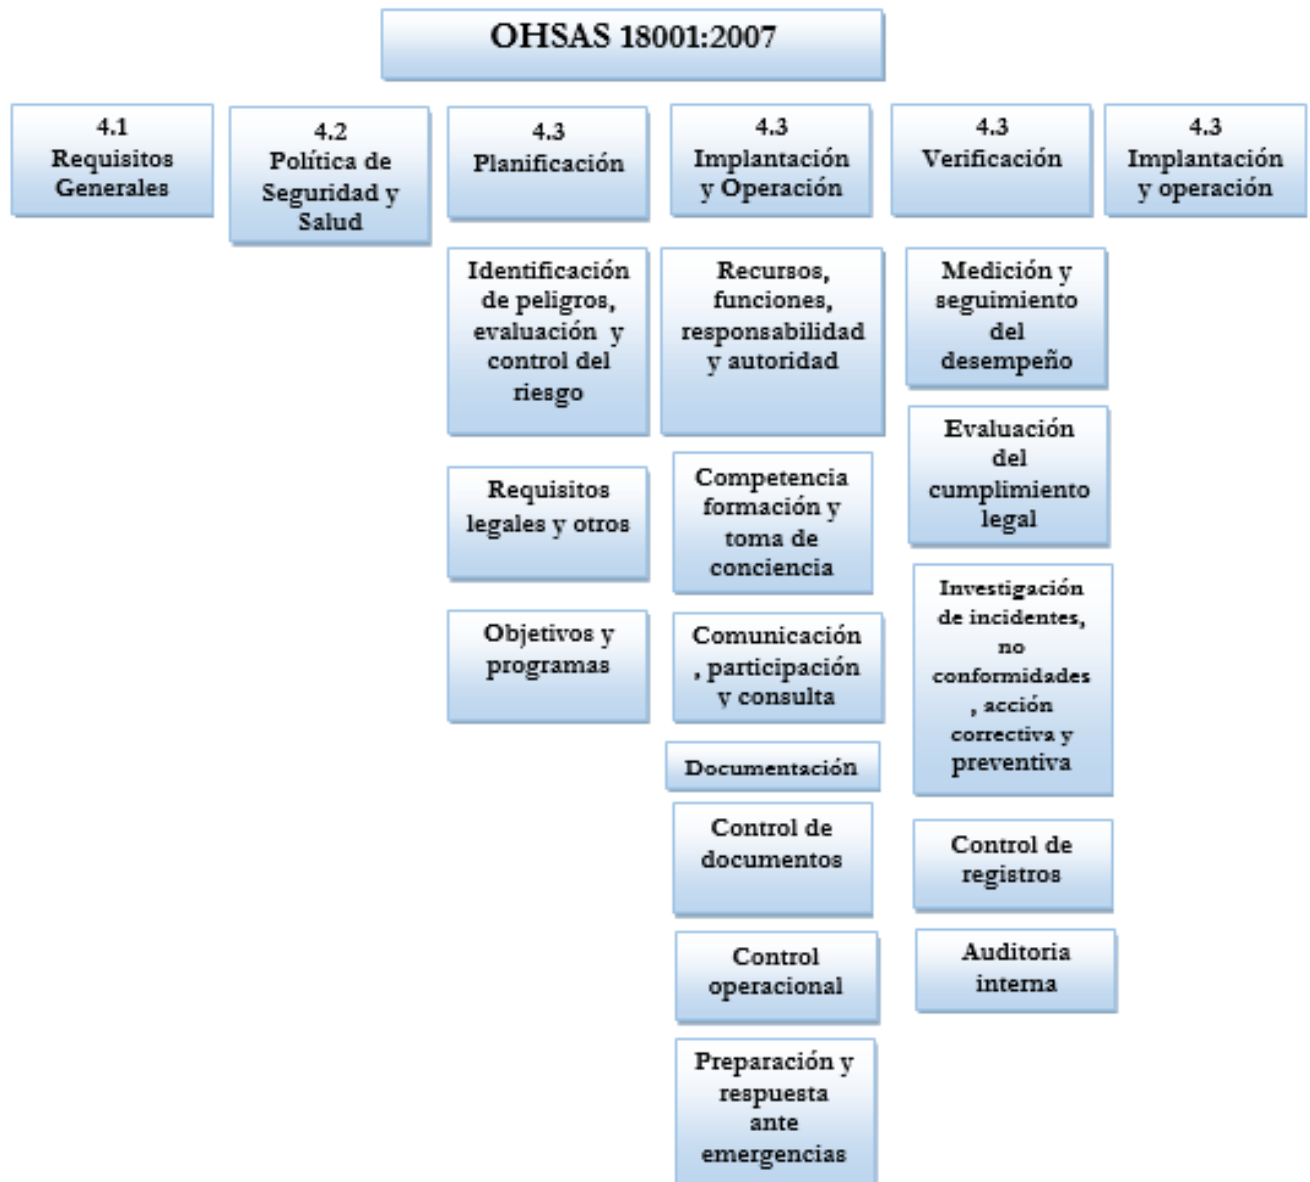 OHSAS 18001:2007
4.1
Requisitos
Generales
4.2
Política de
Seguridad y
Salud
4.3
Planificación
4.3
Implantación
y Operación
4.3
Verificación
4.3
Implantación
y operación
Identificación
de peligros,
evaluación y
control del
riesgo
Requisitos
legales y otros
Objetivos y
programas
Recursos,
funciones,
responsabilidad
y autoridad
Competencia
formación y
toma de
conciencia
Comunicación
, participación
y consulta
Documentación
Control de
documentos
Control
operacional
Preparación y
respuesta
ante
emergencias
Medición y
seguimiento
del
desempeño
Evaluación
del
cumplimiento
legal
Investigación
de incidentes,
no
conformidades
, acción
correctiva y
preventiva
Control de
registros
Auditoria
interna